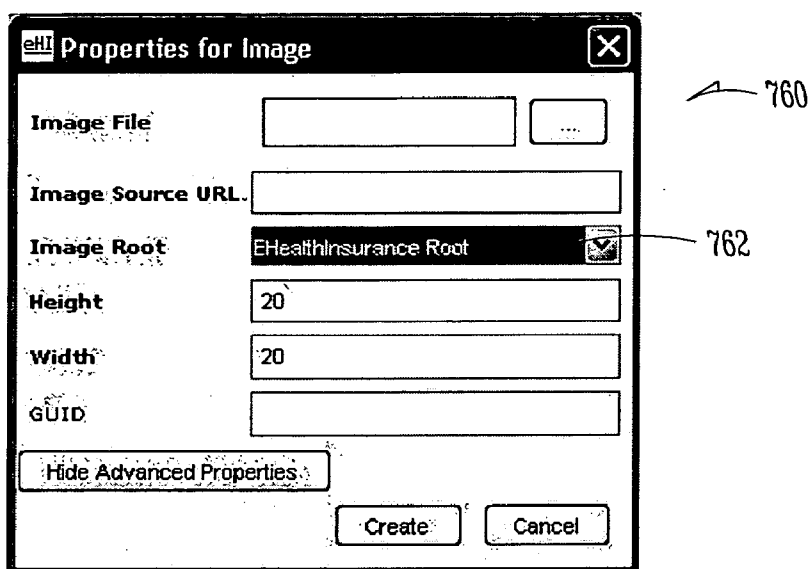 eHI Properties for Image
760
Image File ...
Image Source URL
Image Root EHealthInsurance Root
762
Height 20
Width 20
GUID
Hide Advanced Properties
Create Cancel